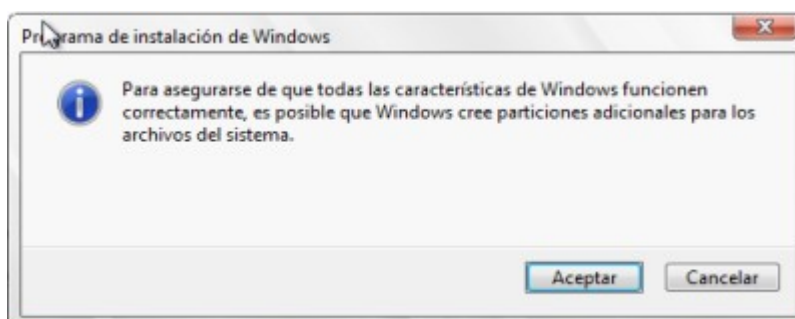 Programa de instalación de Windows
Para asegurarse de que todas las características de Windows funcionen
correctamente, es posible que Windows cree particiones adicionales para los
archivos del sistema.
Aceptar
Cancelar